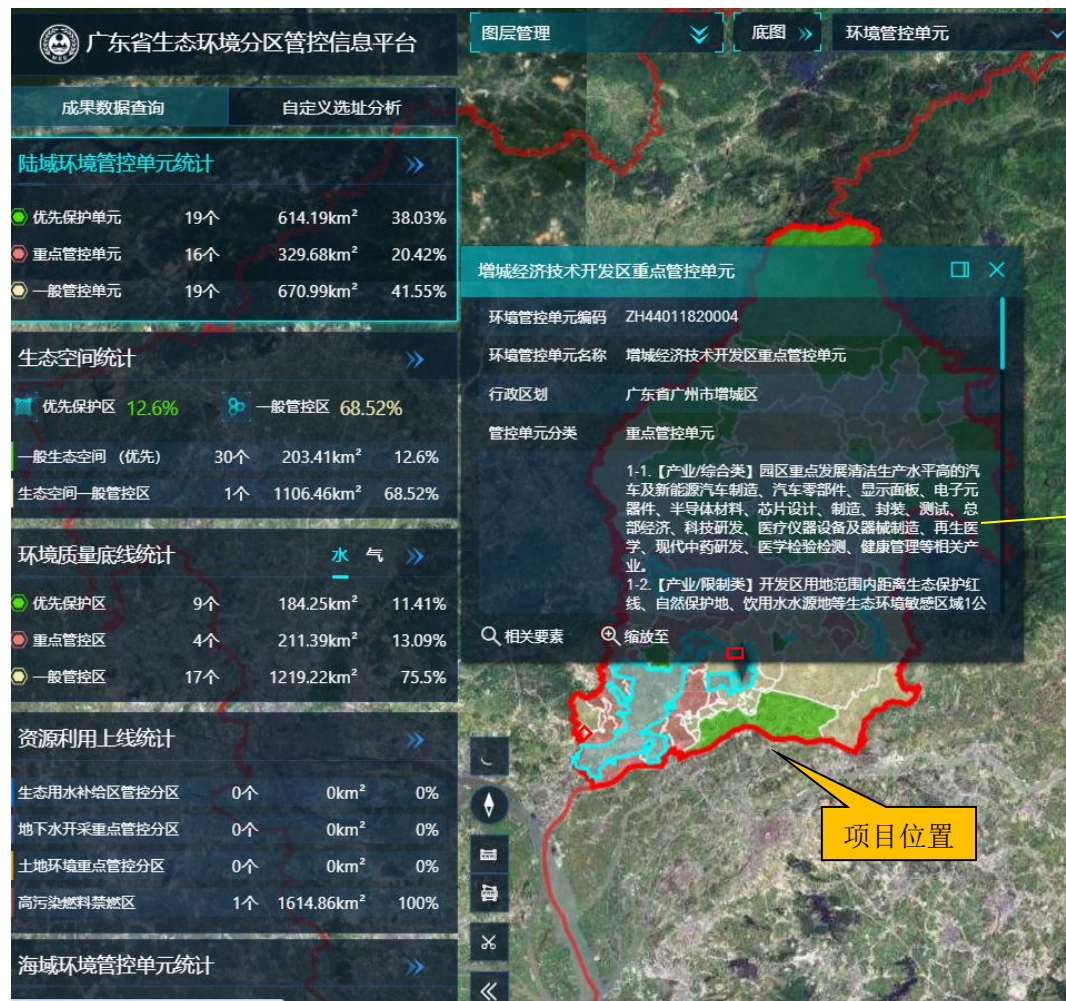 广东省生态环境分区管控信息平台
图层管理
底图
环境管控单元
成果数据查询
自定义选址分析
陆域环境管控单元统计
优先保护单元 19个 614.19km² 38.03%
重点管控单元 16个 329.68km² 20.42%
一般管控单元 19个 670.99km² 41.55%
生态空间统计
优先保护区 12.6% 一般管控区 68.52%
一般生态空间 (优先) 30个 203.41km² 12.6%
生态空间一般管控区 1个 1106.46km² 68.52%
环境质量底线统计 水 气
优先保护区 9个 184.25km² 11.41%
重点管控区 4个 211.39km² 13.09%
一般管控区 17个 1219.22km² 75.5%
资源利用上线统计
生态用水补给区管控分区 0个 0km² 0%
地下水开采重点管控分区 0个 0km² 0%
土地环境重点管控分区 0个 0km² 0%
高污染燃料禁燃区 1个 1614.86km² 100%
海域环境管控单元统计
增城经济技术开发区重点管控单元
环境管控单元编码 ZH44011820004
环境管控单元名称 增城经济技术开发区重点管控单元
行政区划 广东省广州市增城区
管控单元分类 重点管控单元
1-1.【产业/综合类】园区重点发展清洁生产水平高的汽
车及新能源汽车制造、汽车零部件、显示面板、电子元
器件、半导体材料、芯片设计、制造、封装、测试、总
部经济、科技研发、医疗仪器设备及器械制造、再生医
学、现代中药研发、医学检验检测、健康管理等相关产
业。
1-2.【产业/限制类】开发区用地范围内距离生态保护红
线、自然保护地、饮用水水源地等生态环境敏感区域1公
相关要素
缩放至
项目位置